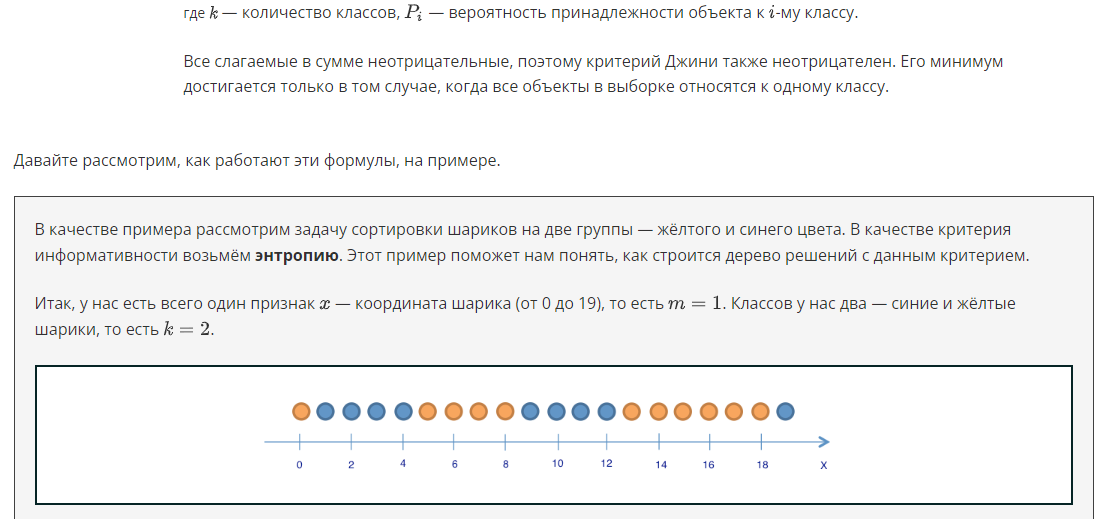 где k — количество классов, P_i — вероятность принадлежности объекта к i-му классу.
Все слагаемые в сумме неотрицательные, поэтому критерий Джини также неотрицателен. Его минимум
достигается только в том случае, когда все объекты в выборке относятся к одному классу.
Давайте рассмотрим, как работают эти формулы, на примере.
В качестве примера рассмотрим задачу сортировки шариков на две группы — жёлтого и синего цвета. В качестве критерия
информативности возьмём энтропию. Этот пример поможет нам понять, как строится дерево решений с данным критерием.
Итак, у нас есть всего один признак x — координата шарика (от 0 до 19), то есть m = 1. Классов у нас два — синие и жёлтые
шарики, то есть k = 2.
0 2 4 6 8 10 12 14 16 18 X